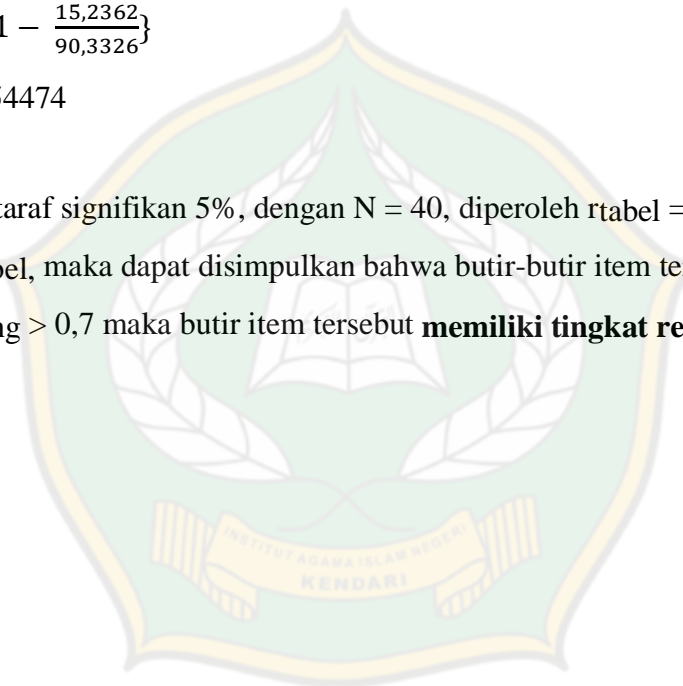 1 − 15,2362/90,3326}
54474
taraf signifikan 5%, dengan N = 40, diperoleh rtabel =
bel, maka dapat disimpulkan bahwa butir-butir item te
ng > 0,7 maka butir item tersebut memiliki tingkat re
INSTITUT AGAMA ISLAM NEGERI
KENDARI